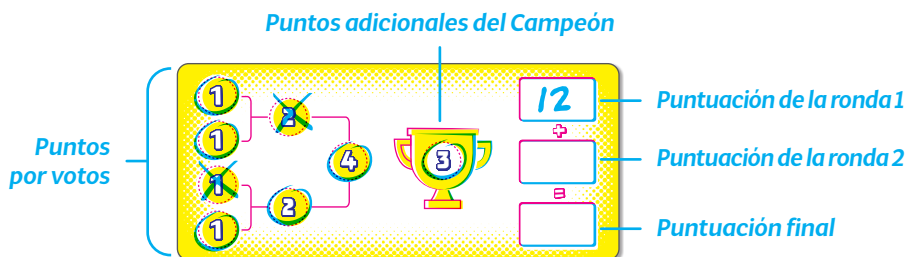 Puntos adicionales del Campeón
Puntos
por votos
1
1
1
1
2
2
4
3
12
+
=
Puntuación de la ronda 1
Puntuación de la ronda 2
Puntuación final